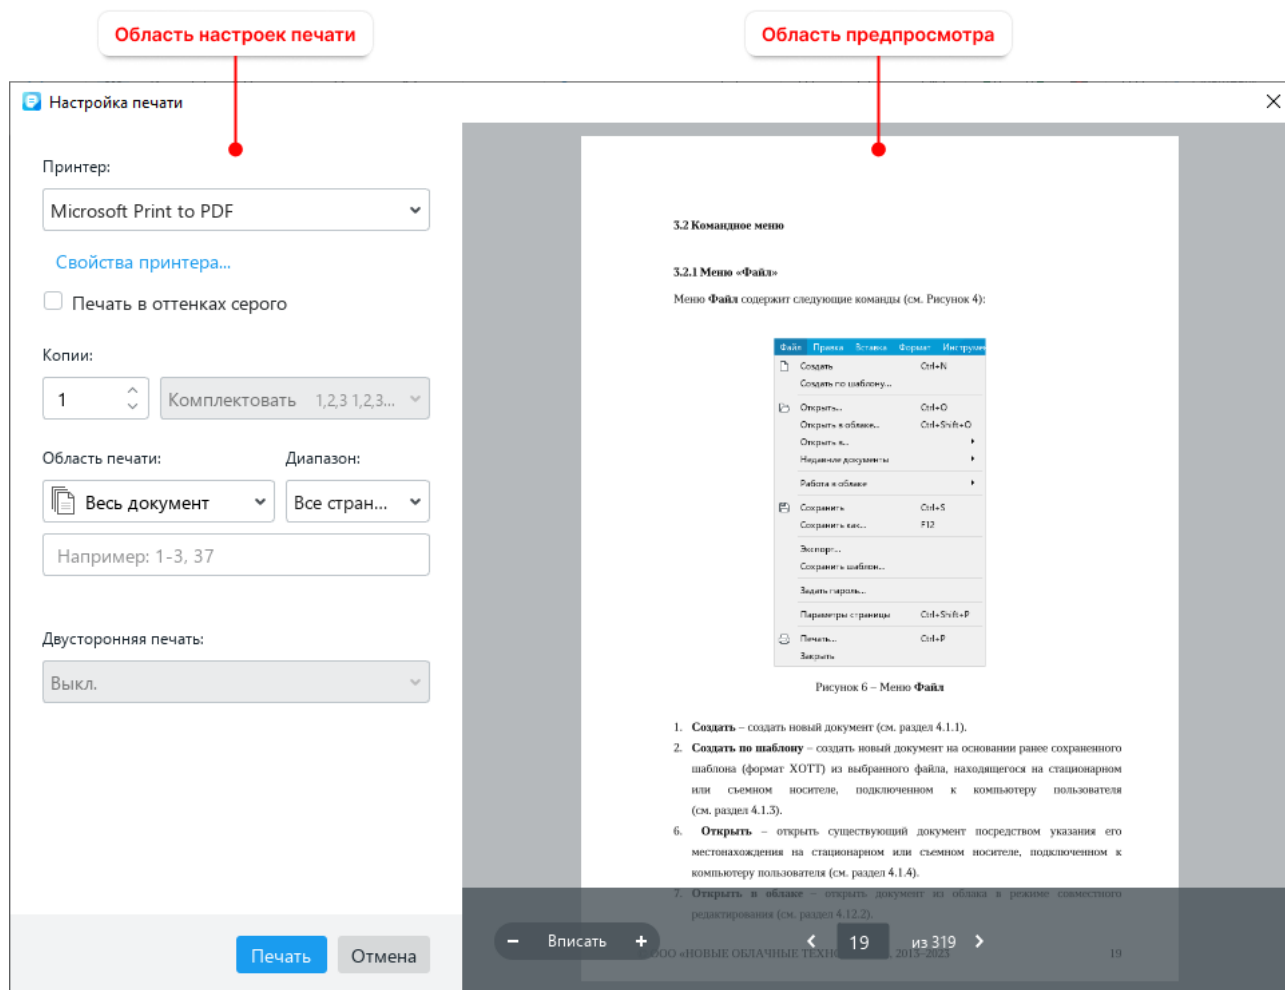 Область настроек печати
Область предпросмотра
Настройка печати
Принтер:
Microsoft Print to PDF
Свойства принтера...
Печать в оттенках серого
Копии:
1
Комплектовать 1,2,3 1,2,3...
Область печати:
Диапазон:
Весь документ
Все стран...
Например: 1-3, 37
Двусторонняя печать:
Выкл.
Печать
Отмена
3.2 Командное меню
3.2.1 Меню «Файл»
Меню Файл содержит следующие команды (см. Рисунок 4):
Файл Правка Вставка Формат Инструмен
Создать Ctrl+N
Создать по шаблону...
Открыть... Ctrl+O
Открыть в облаке... Ctrl+Shift+O
Открыть в...
Недавние документы
Работа в облаке
Сохранить Ctrl+S
Сохранить как... F12
Экспорт...
Сохранить шаблон...
Задать пароль...
Параметры страницы Ctrl+Shift+P
Печать... Ctrl+P
Закрыть
Рисунок 6 – Меню Файл
1. Создать – создать новый документ (см. раздел 4.1.1).
2. Создать по шаблону – создать новый документ на основании ранее сохраненного
шаблона (формат XOTT) из выбранного файла, находящегося на стационарном
или съемном носителе, подключенном к компьютеру пользователя
(см. раздел 4.1.3).
6. Открыть – открыть существующий документ посредством указания его
местонахождения на стационарном или съемном носителе, подключенном к
компьютеру пользователя (см. раздел 4.1.4).
7. Открыть в облаке – открыть документ из облака в режиме совместного
редактирования (см. раздел 4.12.2).
Вписать
19 из 319
ООО «НОВЫЕ ОБЛАЧНЫЕ 2013–2023 19